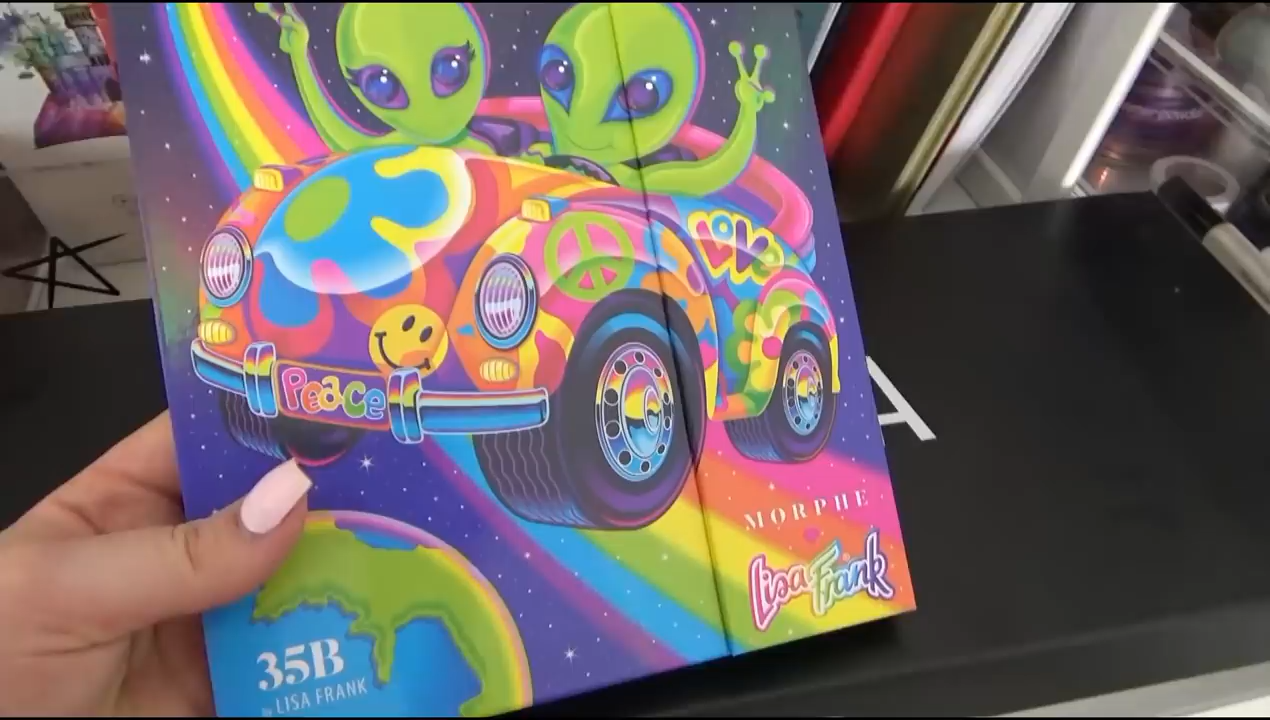 LOVE
Peace
MORPHE
Lisa Frank
35B
by LISA FRANK
A